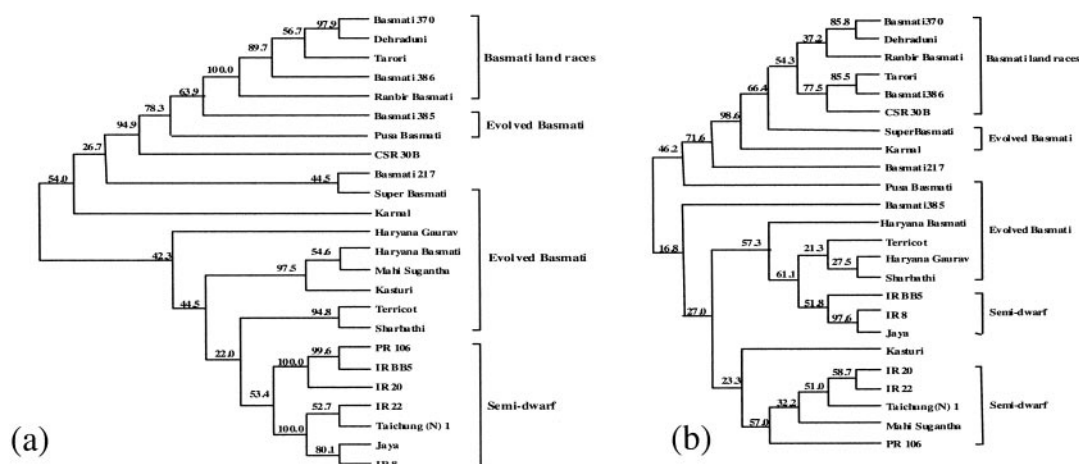 97.9
Basmati 370
56.7
Dehraduni
89.7
Tarori
Basmati land races
100.0
Basmati 386
63.9
Ranbir Basmati
78.3
Basmati 385
Evolved Basmati
94.9
Pusa Basmati
26.7
CSR 30B
54.0
Basmati 217
44.5
Super Basmati
Karnal
42.3
Haryana Gaurav
54.6
Haryana Basmati
Evolved Basmati
97.5
Mahi Sugantha
44.5
Kasturi
94.8
Terricot
22.0
Sharbathi
99.6
PR 106
100.0
IR BB5
53.4
IR 20
Semi-dwarf
52.7
IR 22
100.0
Taichung (N) 1
80.1
Jaya
IR 8
(a)
85.8
Basmati370
37.2
Dehraduni
54.3
Ranbir Basmati
Basmati land races
85.5
Tarori
66.4
77.5
Basmati386
CSR 30B
98.6
SuperBasmati
Evolved Basmati
71.6
Karnal
46.2
Basmati217
Pusa Basmati
Basmati385
16.8
57.3
Haryana Basmati
Evolved Basmati
21.3
Terricot
27.5
Haryana Gaurav
61.1
Sharbathi
51.8
IR BB5
27.0
97.6
IR 8
Semi-dwarf
Jaya
Kasturi
23.3
58.7
IR 20
51.0
IR 22
32.2
Taichung(N) 1
Semi-dwarf
57.0
Mahi Sugantha
PR 106
(b)